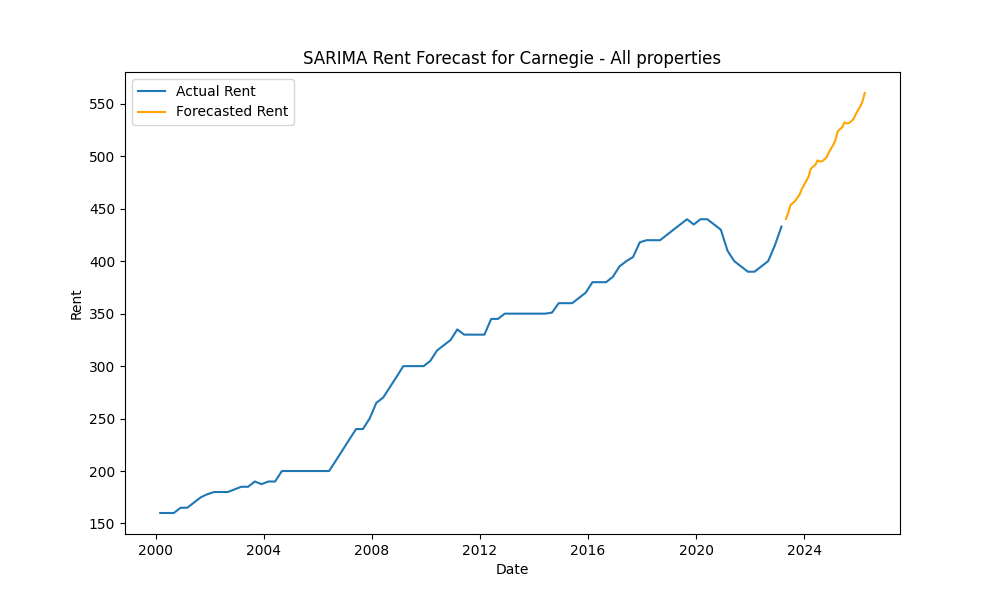 SARIMA Rent Forecast for Carnegie - All properties
Actual Rent
Forecasted Rent
550
500
450
400
350
300
250
200
150
Rent
2000 2004 2008 2012 2016 2020 2024
Date